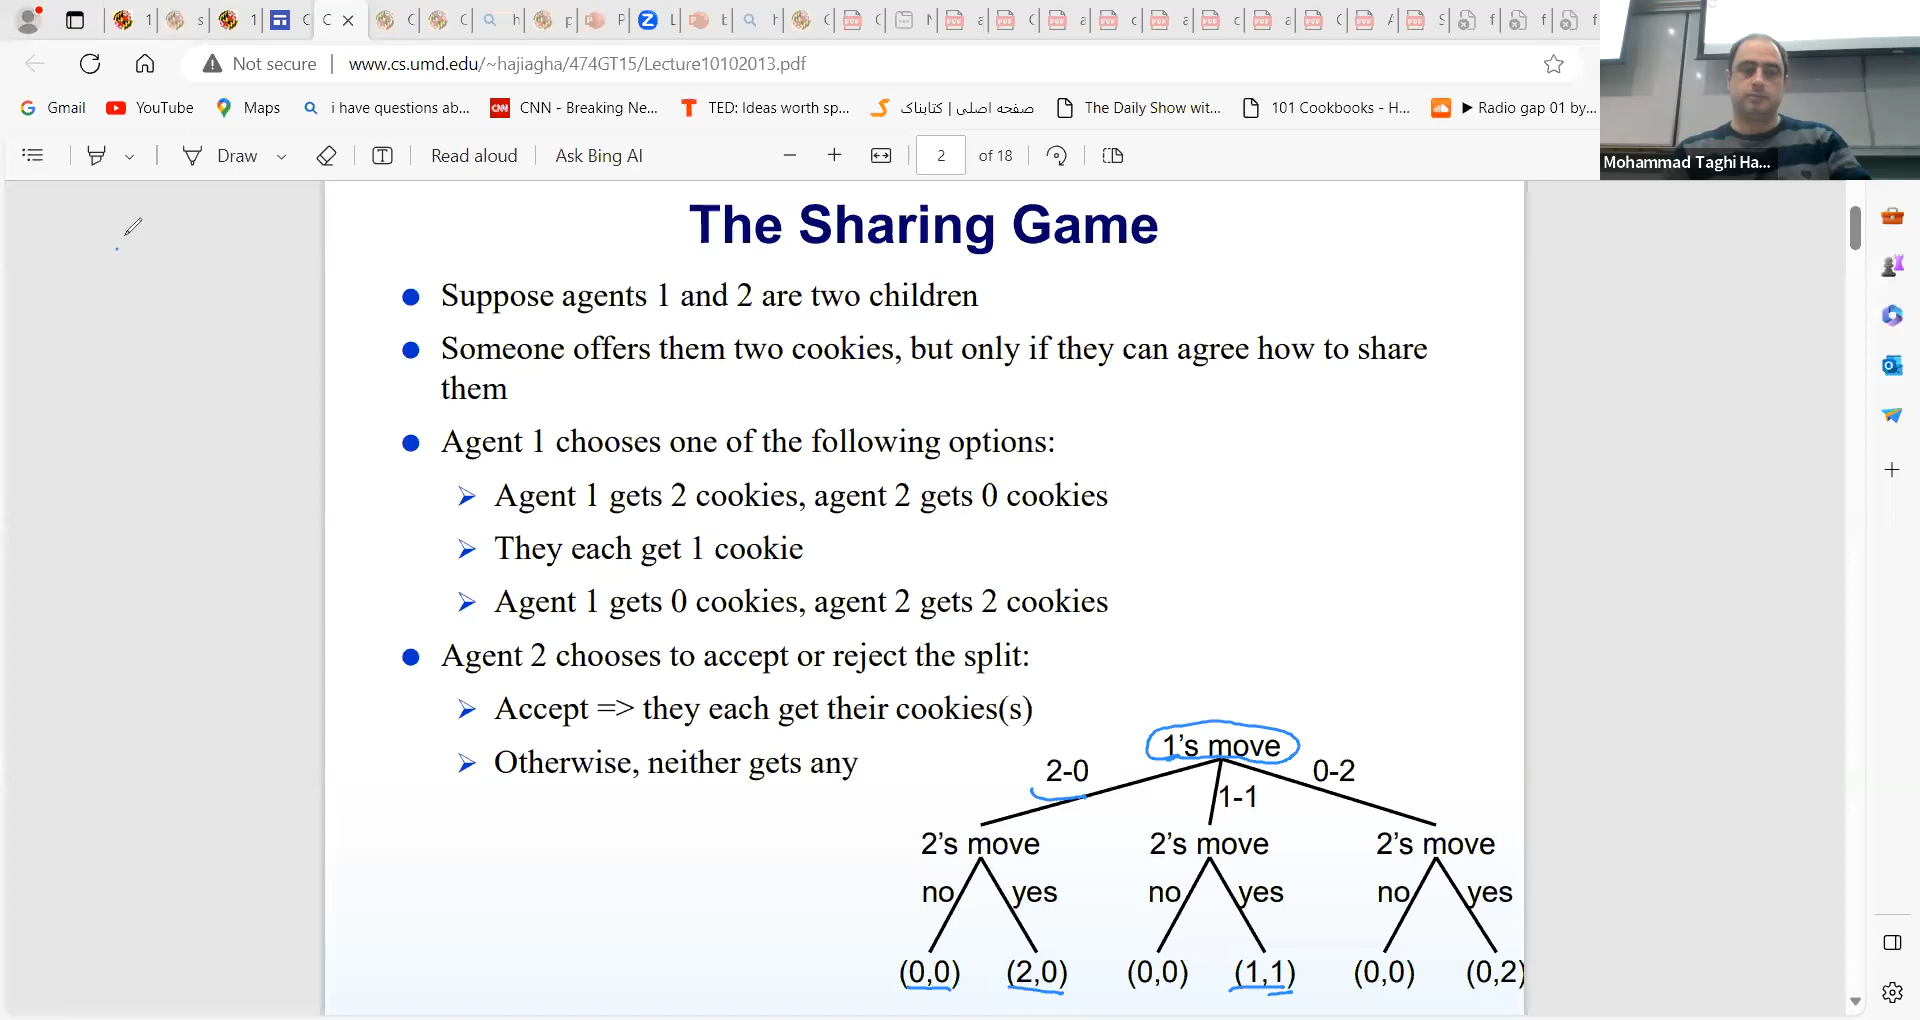 Not secure | www.cs.umd.edu/~hajiagha/474GT15/Lecture10102013.pdf
Gmail YouTube Maps i have questions ab... CNN - Breaking Ne... TED: Ideas worth sp... صفحه اصلی | کتابناک The Daily Show wit... 101 Cookbooks - H... Radio gap 01 by...
Draw Read aloud Ask Bing AI 2 of 18
Mohammad Taghi Ha...
The Sharing Game
Suppose agents 1 and 2 are two children
Someone offers them two cookies, but only if they can agree how to share
them
Agent 1 chooses one of the following options:
Agent 1 gets 2 cookies, agent 2 gets 0 cookies
They each get 1 cookie
Agent 1 gets 0 cookies, agent 2 gets 2 cookies
Agent 2 chooses to accept or reject the split:
Accept => they each get their cookies(s)
Otherwise, neither gets any
1's move
2-0 1-1 0-2
2's move 2's move 2's move
no yes no yes no yes
(0,0) (2,0) (0,0) (1,1) (0,0) (0,2)